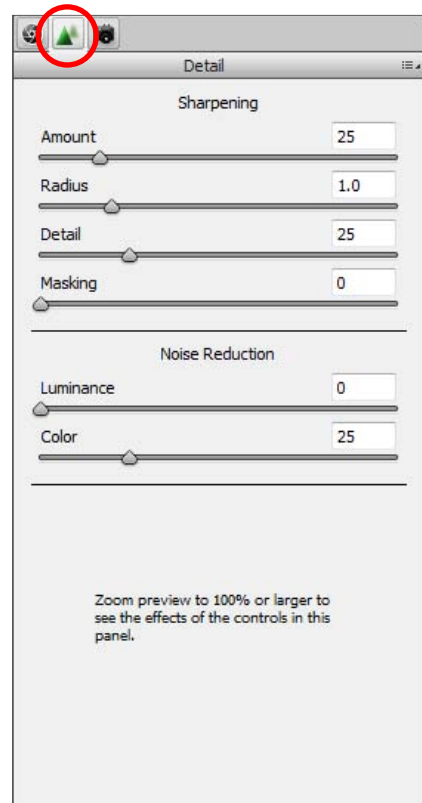 Detail
Sharpening
Amount 25
Radius 1.0
Detail 25
Masking 0
Noise Reduction
Luminance 0
Color 25
Zoom preview to 100% or larger to
see the effects of the controls in this
panel.